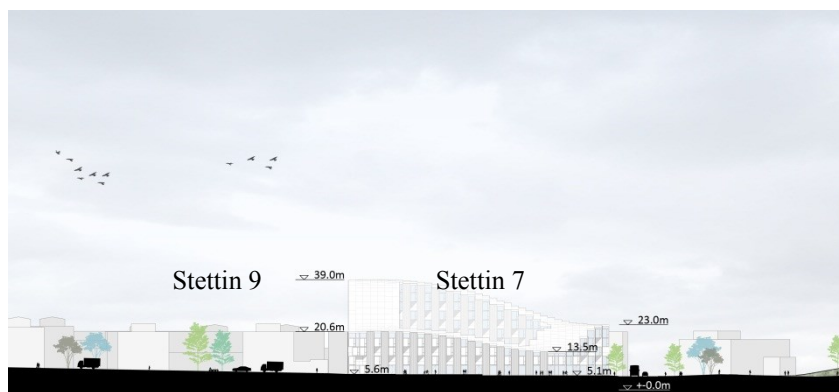 Stettin 9
39.0m
Stettin 7
20.6m
23.0m
13.5m
5.6m
5.1m
+-0.0m